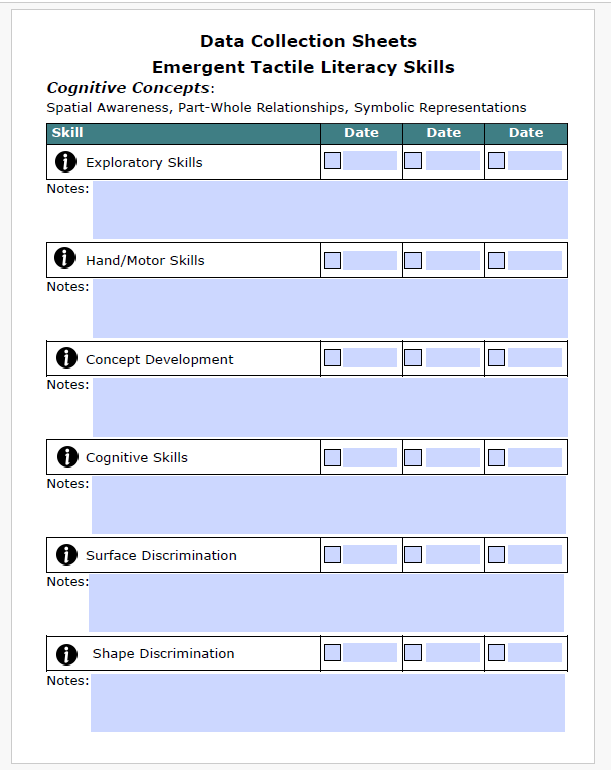 Data Collection Sheets
Emergent Tactile Literacy Skills
Cognitive Concepts:
Spatial Awareness, Part-Whole Relationships, Symbolic Representations
Skill Date Date Date
i Exploratory Skills
Notes:
i Hand/Motor Skills
Notes:
i Concept Development
Notes:
i Cognitive Skills
Notes:
i Surface Discrimination
Notes:
i Shape Discrimination
Notes: